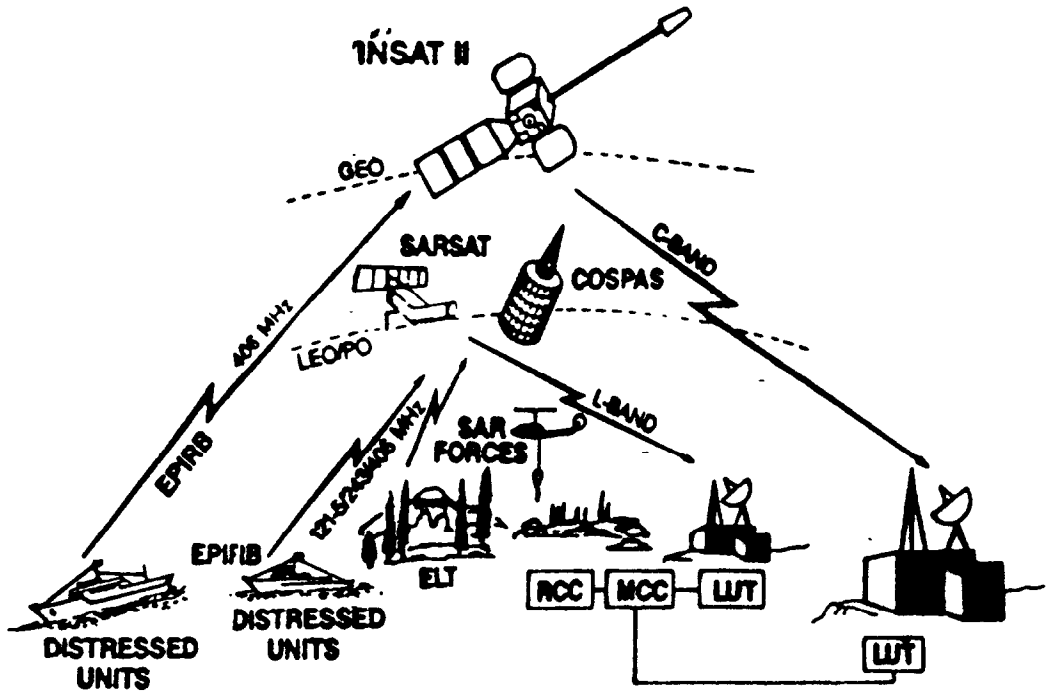 INSAT II
GEO
SARSAT
COSPAS
C-BAND
406 MHz
LEO/PO
EPIRB
121-5/243/406 MHz
L-BAND
SAR
FORCES
EPIRB
ELT
RCC
MCC
LUT
DISTRESSED
UNITS
DISTRESSED
UNITS
LUT